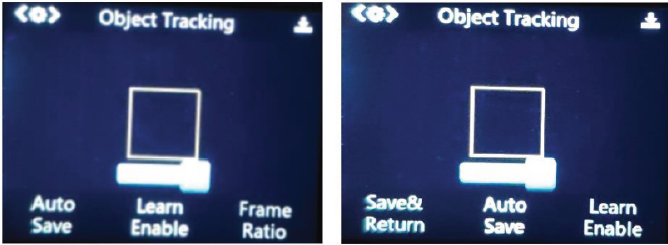 Object Tracking
Auto Save
Learn Enable
Frame Ratio
Object Tracking
Save& Return
Auto Save
Learn Enable